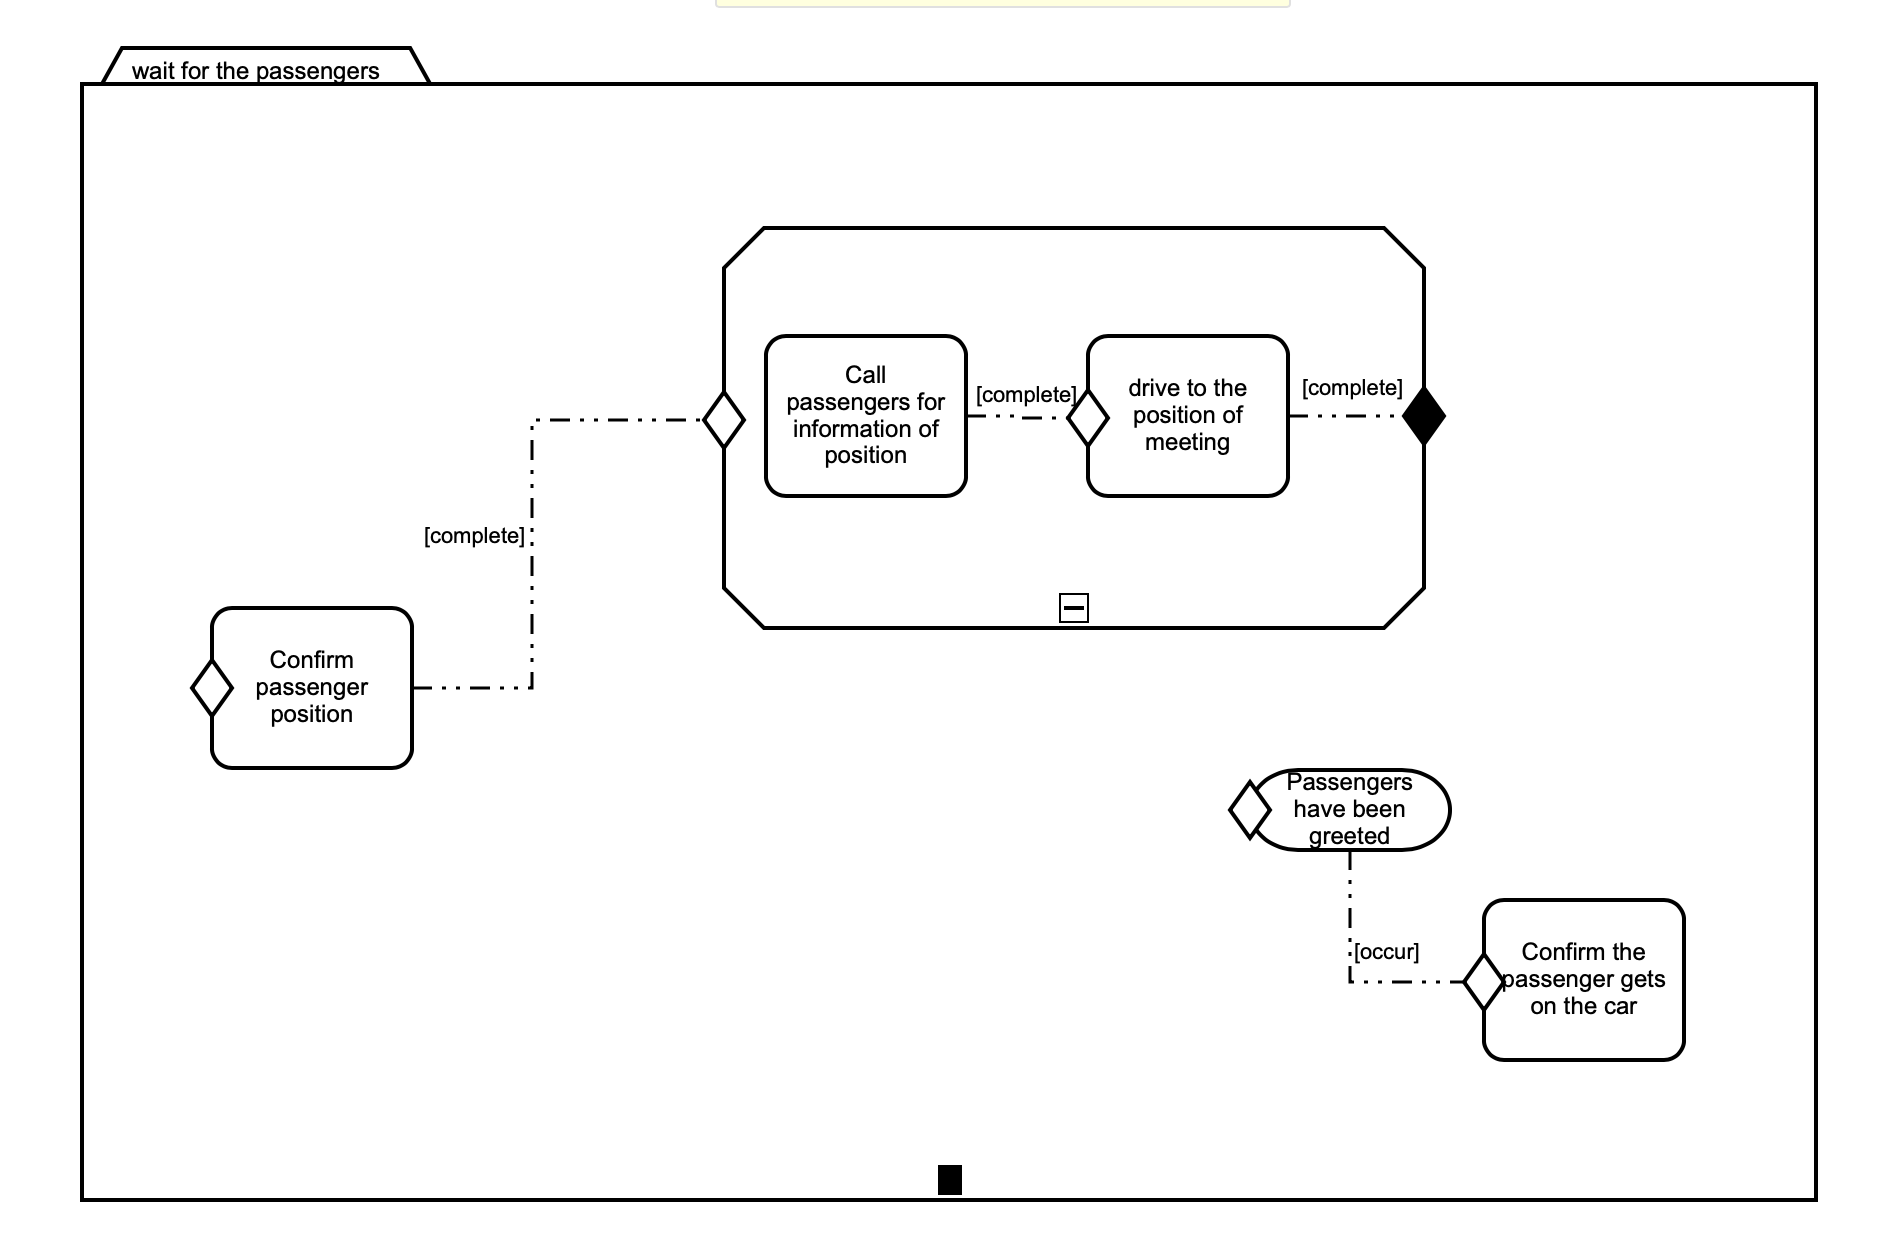 wait for the passengers
Call
passengers for
information of
position
[complete]
drive to the
position of
meeting
[complete]
[complete]
Confirm
passenger
position
Passengers
have been
greeted
[occur]
Confirm the
passenger gets
on the car